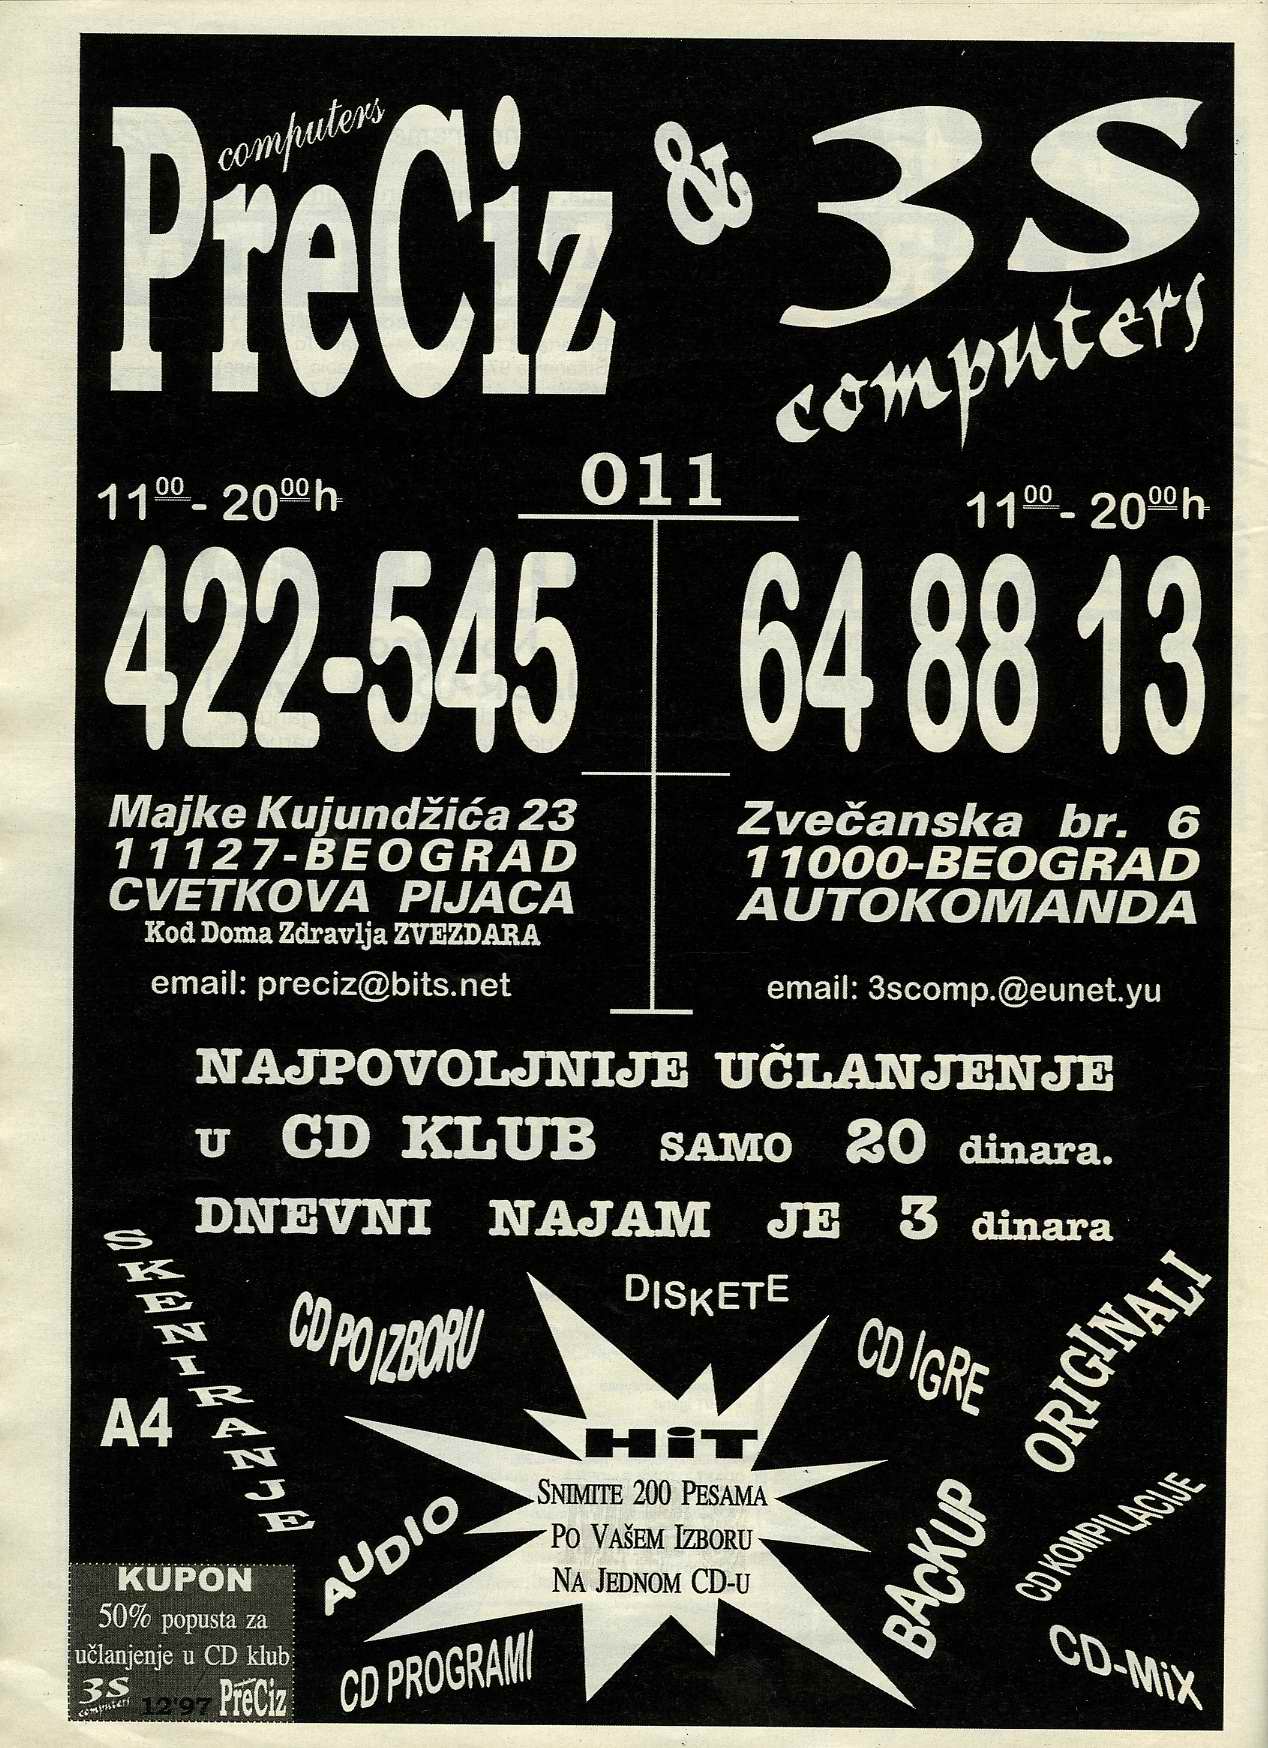 computers
PreCiz & 3S
computers
011
11⁰⁰- 20⁰⁰h
422-545
Majke Kujundžića 23
11127-BEOGRAD
CVETKOVA PIJACA
Kod Doma Zdravlja ZVEZDARA
email: preciz@bits.net
11⁰⁰- 20⁰⁰h
64 88 13
Zvečanska br. 6
11000-BEOGRAD
AUTOKOMANDA
email: 3scomp.@eunet.yu
NAJPOVOLJNIJE UČLANJENJE
U CD KLUB SAMO 20 dinara.
DNEVNI NAJAM JE 3 dinara
SKENIRANJE
A4
CD PO IZBORU
DISKETE
CD IGRE
ORIGINALI
HiT
SNIMITE 200 PESAMA
PO VAŠEM IZBORU
NA JEDNOM CD-U
AUDIO
BACKUP
CD KOMPILACIJE
CD PROGRAMI
CD-MiX
KUPON
50% popusta za
učlanjenje u CD klub
3S computers 12'97 computers PreCiz